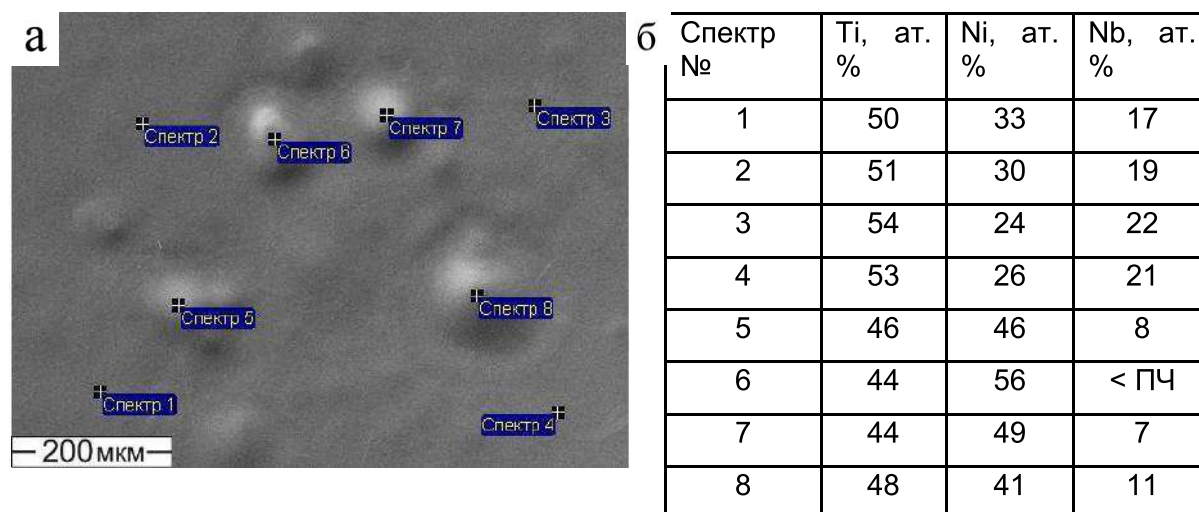 а
Спектр 2
Спектр 6
Спектр 7
Спектр 3
Спектр 5
Спектр 8
Спектр 1
Спектр 4
200мкм
б
Спектр № Ti, ат. % Ni, ат. % Nb, ат. %
1 50 33 17
2 51 30 19
3 54 24 22
4 53 26 21
5 46 46 8
6 44 56 < ПЧ
7 44 49 7
8 48 41 11